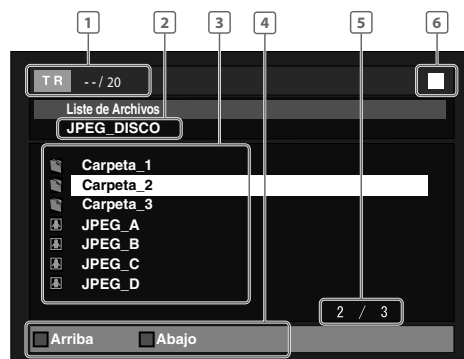 1 2 3 4 5 6
TR --/20
Liste de Archivos
JPEG_DISCO
Carpeta_1
Carpeta_2
Carpeta_3
JPEG_A
JPEG_B
JPEG_C
JPEG_D
2 / 3
Arriba Abajo